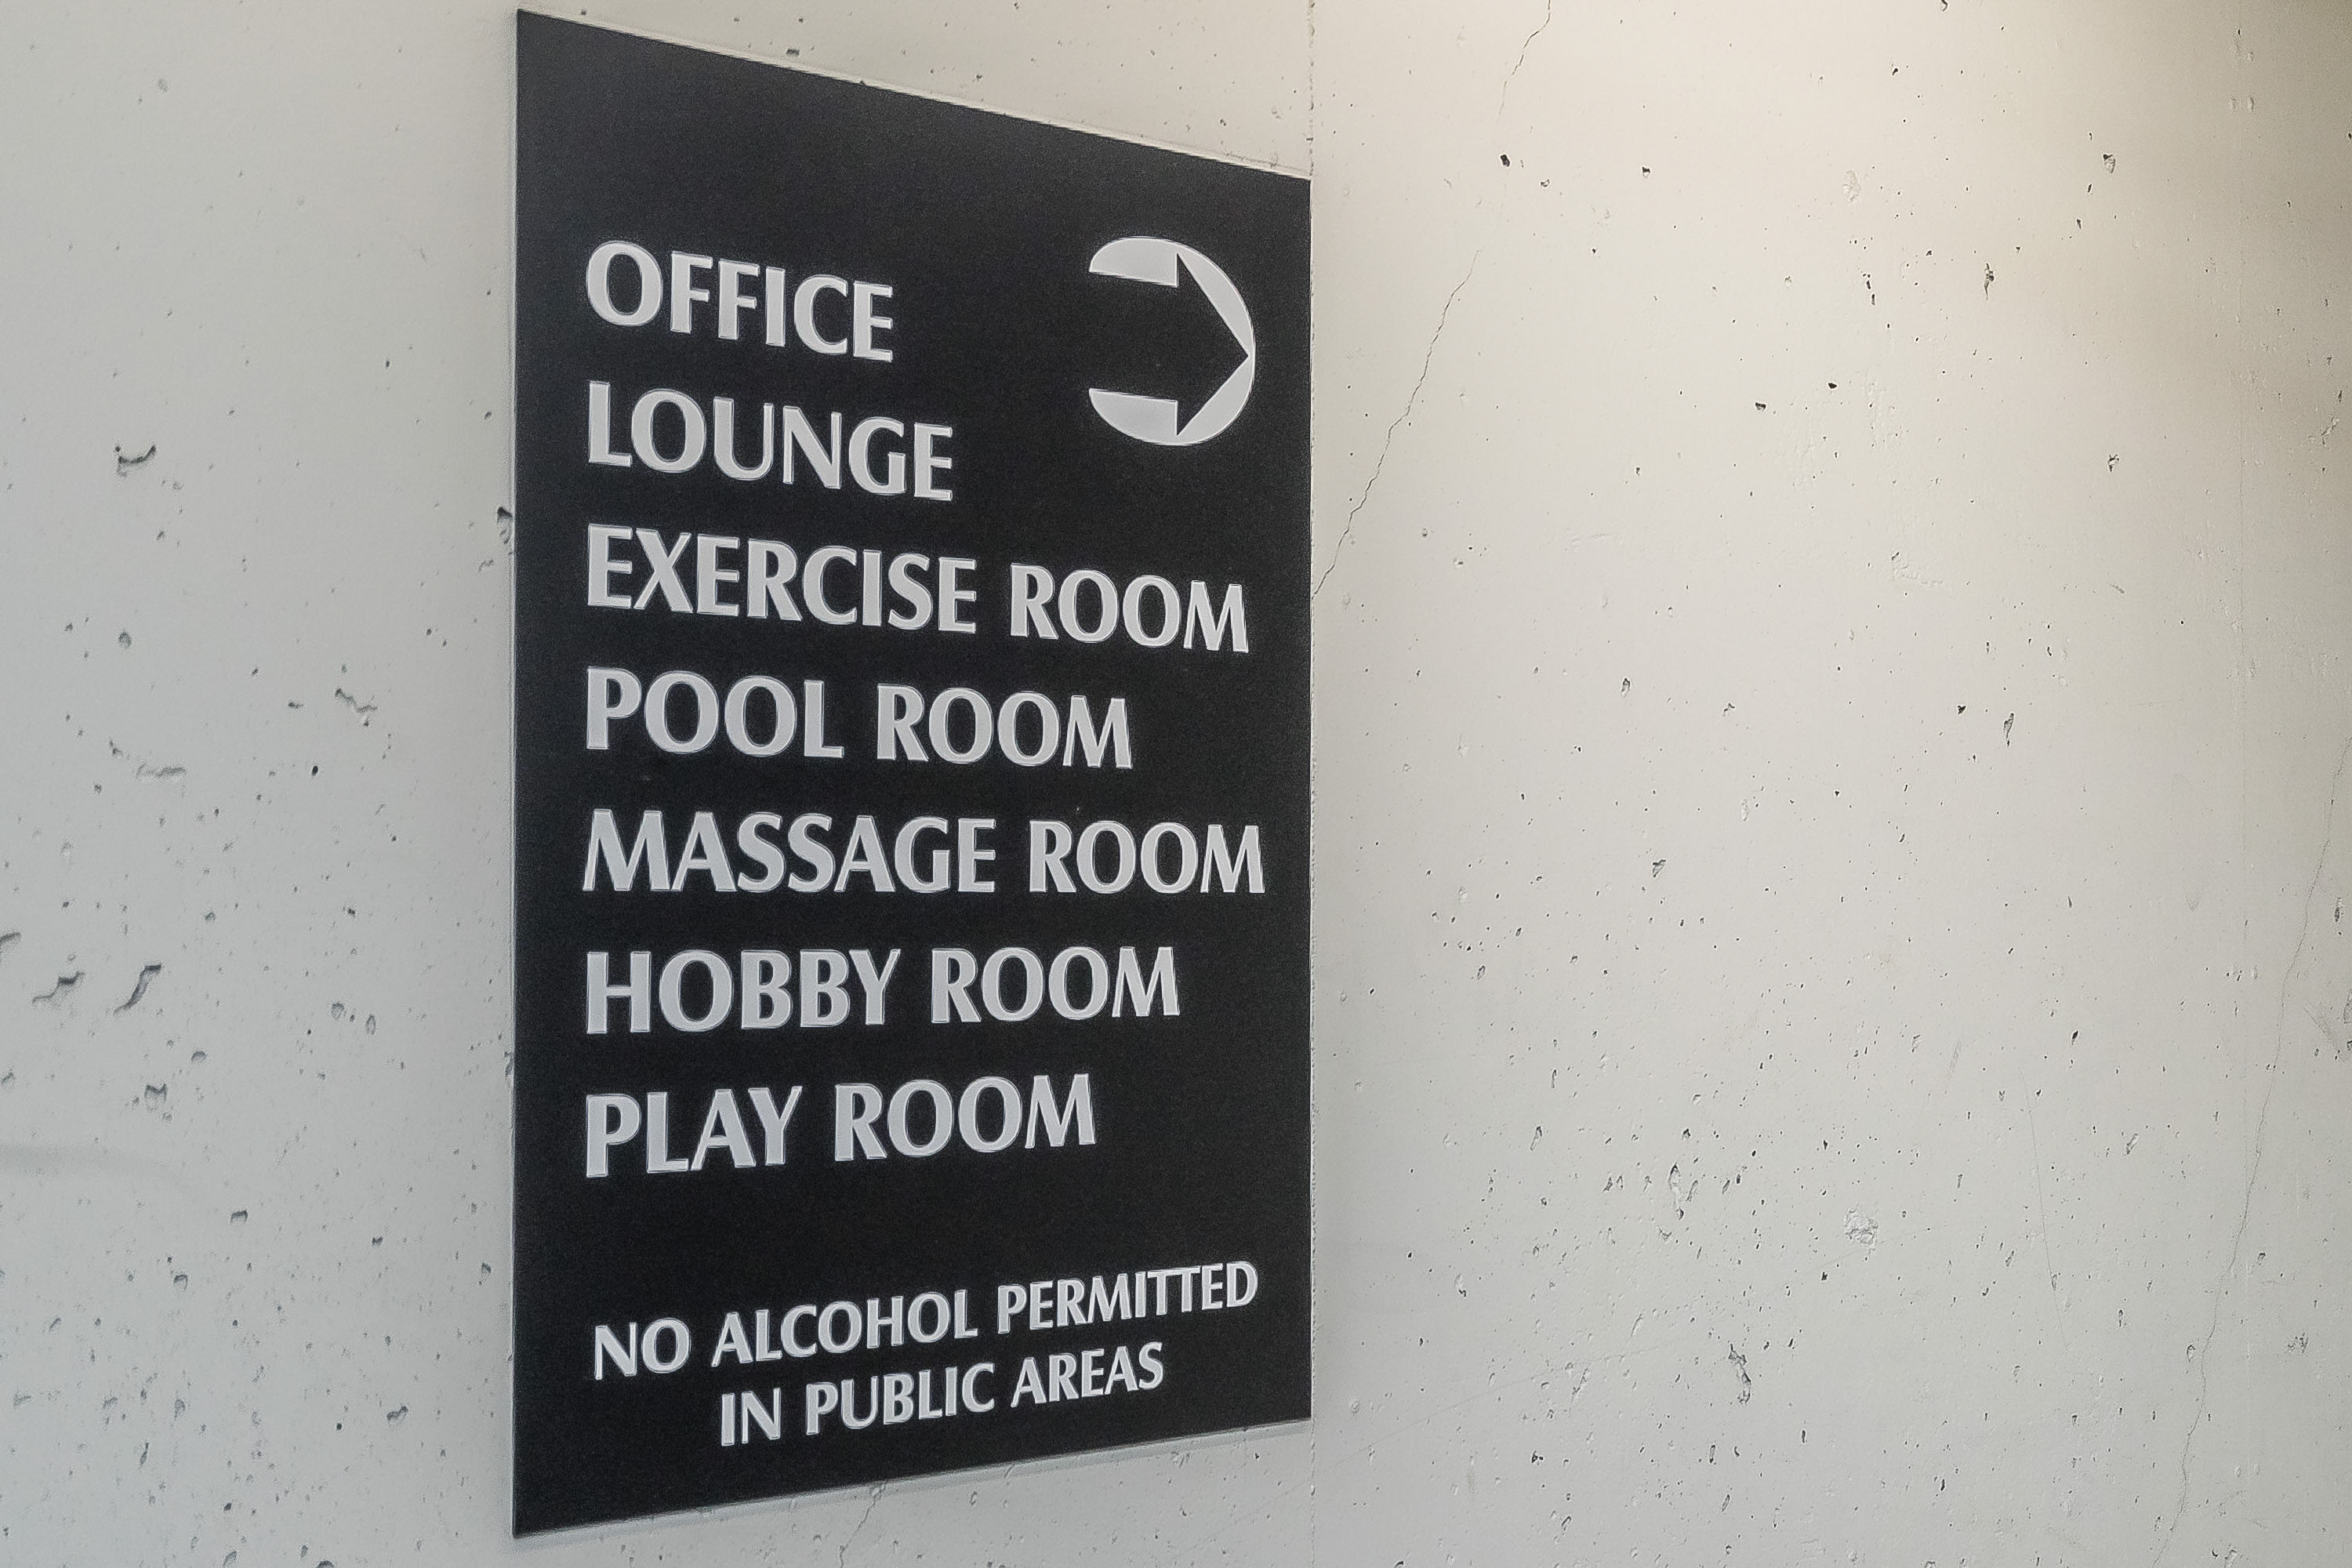 OFFICE
LOUNGE
EXERCISE ROOM
POOL ROOM
MASSAGE ROOM
HOBBY ROOM
PLAY ROOM
NO ALCOHOL PERMITTED
IN PUBLIC AREAS